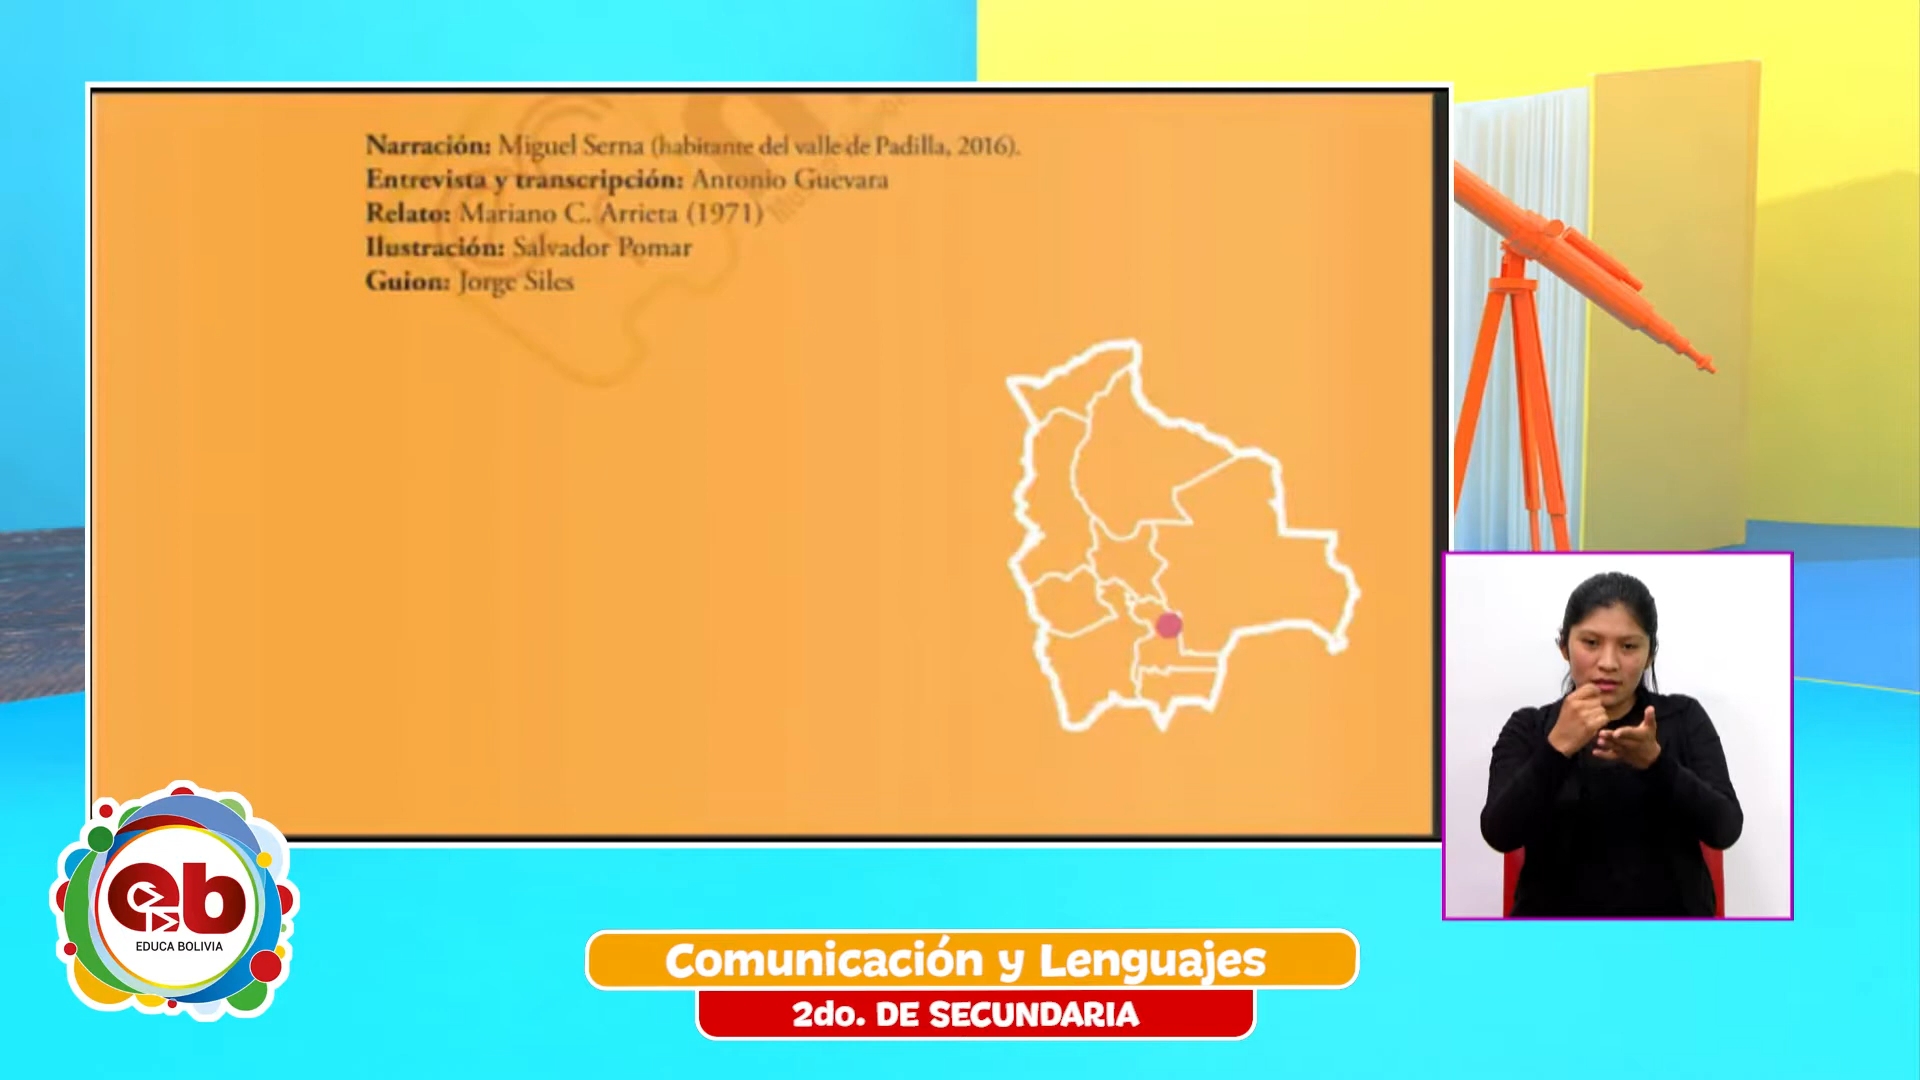 Narración: Miguel Serna (habitante del valle de Padilla, 2016).
Entrevista y transcripción: Antonio Guevara
Relato: Mariano C. Arrieta (1971)
Ilustración: Salvador Pomar
Guion: Jorge Siles
eb
EDUCA BOLIVIA
Comunicación y Lenguajes
2do. DE SECUNDARIA